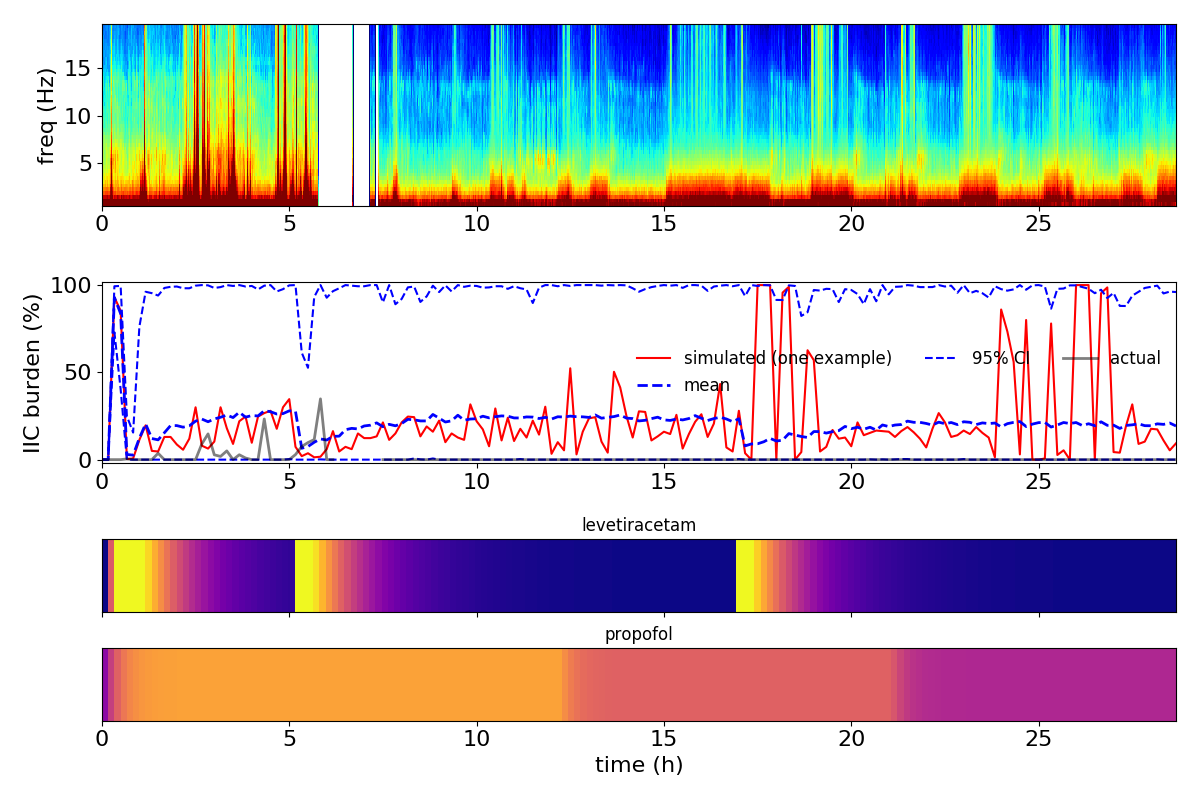 freq (Hz)
15
10
5
0 5 10 15 20 25
IIC burden (%)
100
50
0
simulated (one example) 95% CI actual
mean
0 5 10 15 20 25
levetiracetam
propofol
0 5 10 15 20 25
time (h)